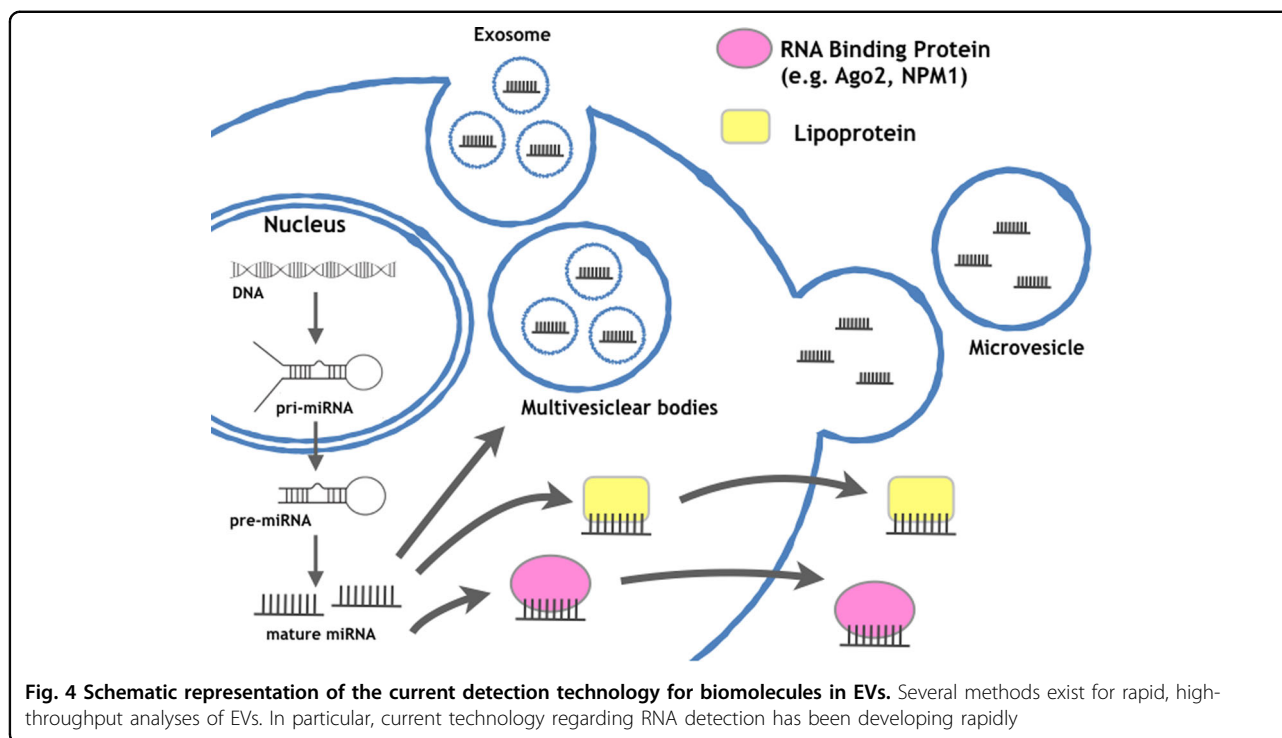 Exosome
RNA Binding Protein
(e.g. Ago2, NPM1)
Lipoprotein
Nucleus
DNA
pri-miRNA
Multivesiclear bodies
Microvesicle
pre-miRNA
mature miRNA
Fig. 4 Schematic representation of the current detection technology for biomolecules in EVs. Several methods exist for rapid, high-
throughput analyses of EVs. In particular, current technology regarding RNA detection has been developing rapidly